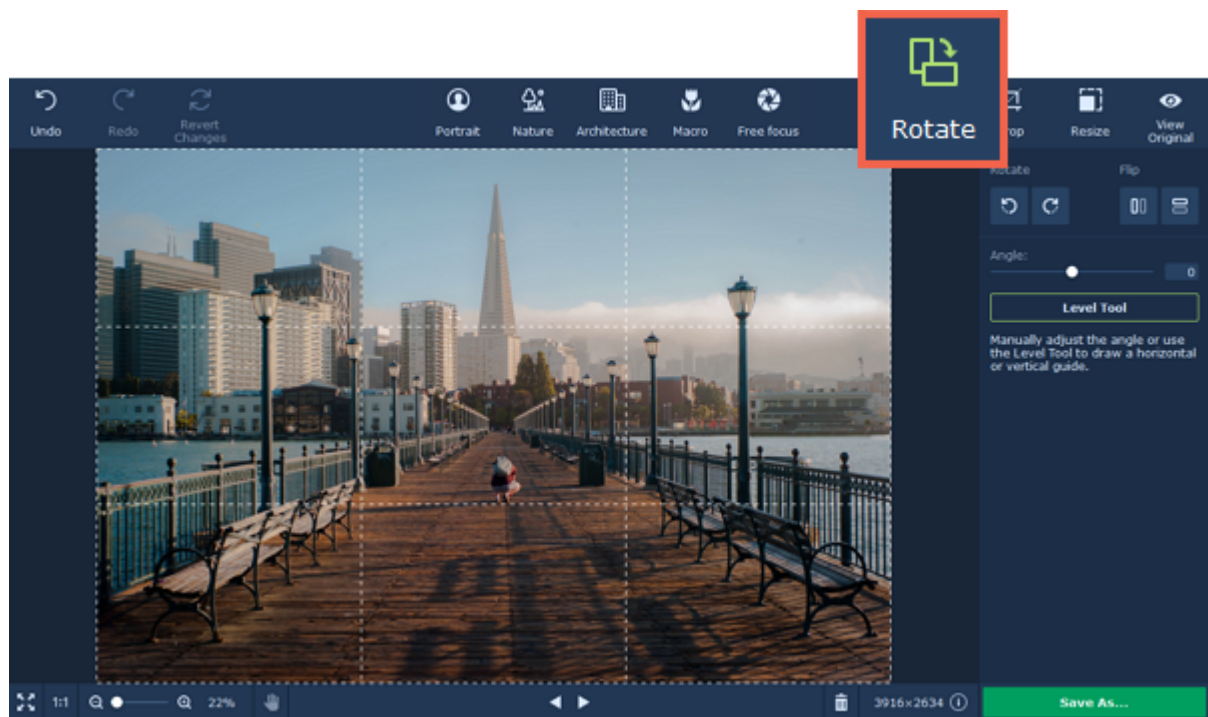 Rotate
Undo
Redo
Revert
Changes
Portrait
Nature
Architecture
Macro
Free focus
Resize
View
Original
Rotate
Flip
Angle:
0
Level Tool
Manually adjust the angle or use
the Level Tool to draw a horizontal
or vertical guide.
1:1
22%
3916×2634
Save As...